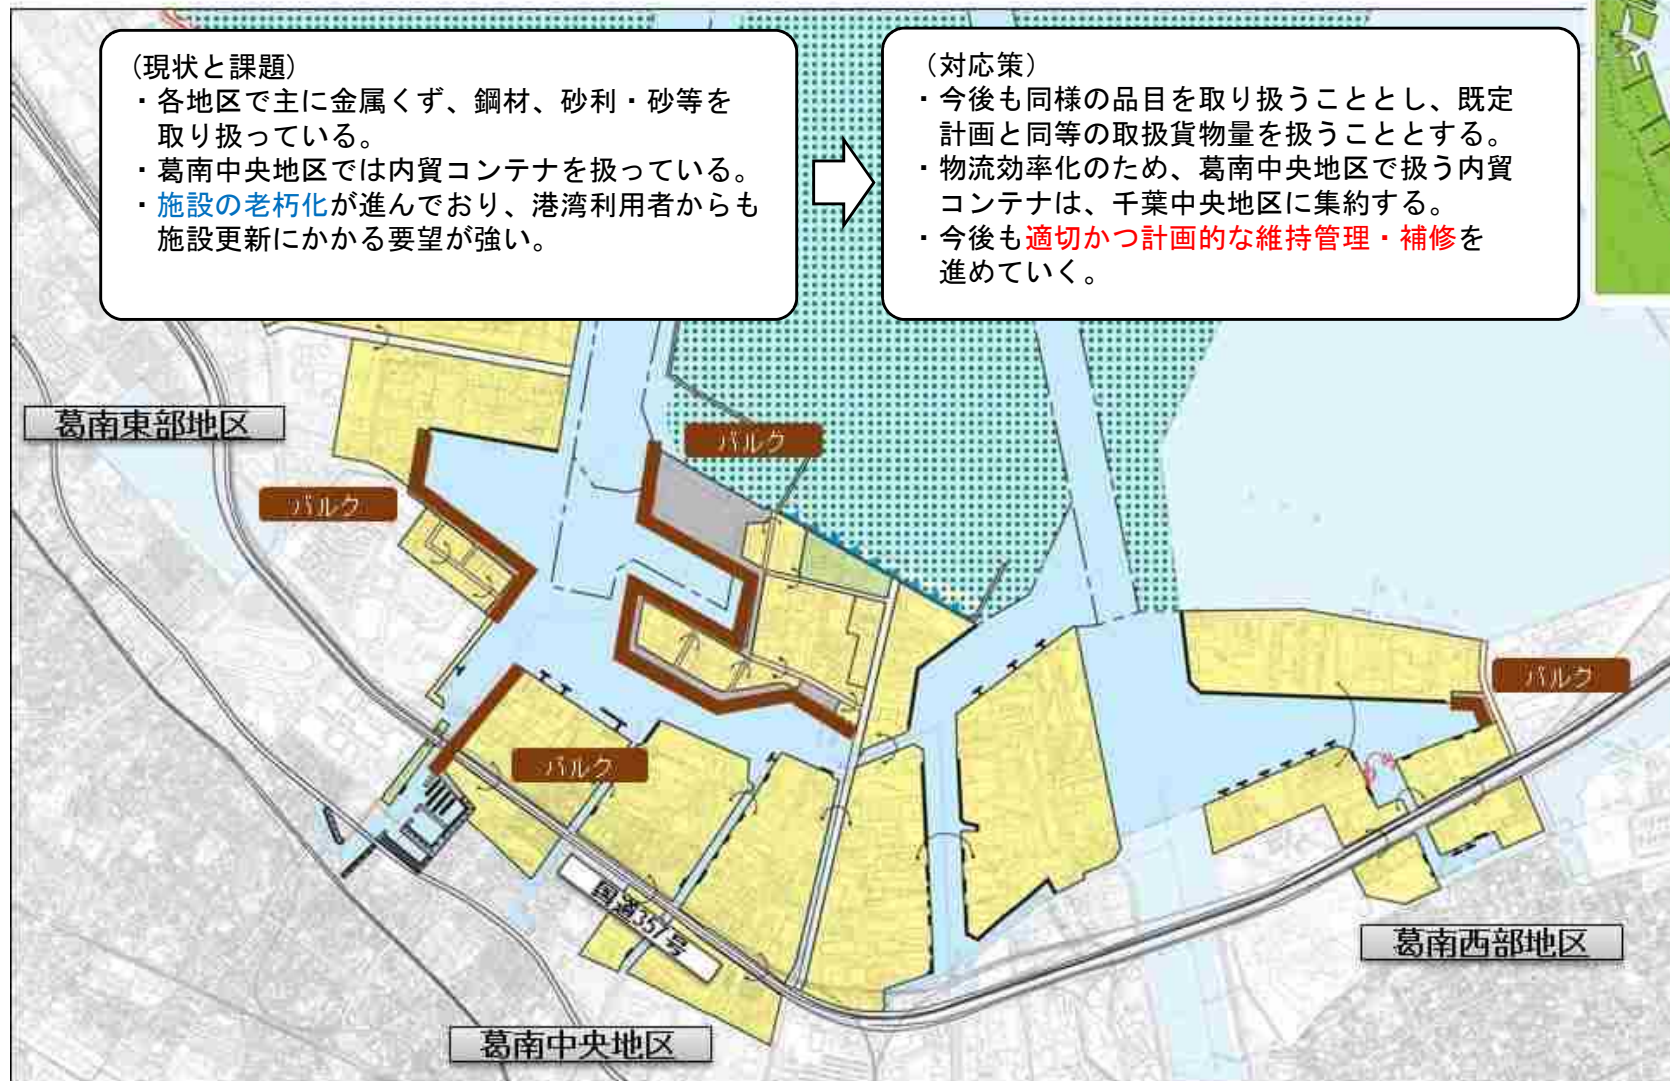 （現状と課題）
・各地区で主に金属くず、鋼材、砂利・砂等を
取り扱っている。
・葛南中央地区では内貿コンテナを扱っている。
・施設の老朽化が進んでおり、港湾利用者からも
施設更新にかかる要望が強い。
（対応策）
・今後も同様の品目を取り扱うこととし、既定
計画と同等の取扱貨物量を扱うこととする。
・物流効率化のため、葛南中央地区で扱う内貿
コンテナは、千葉中央地区に集約する。
・今後も適切かつ計画的な維持管理・補修を
進めていく。
葛南東部地区
バルク
バルク
バルク
バルク
国道357号
葛南西部地区
葛南中央地区